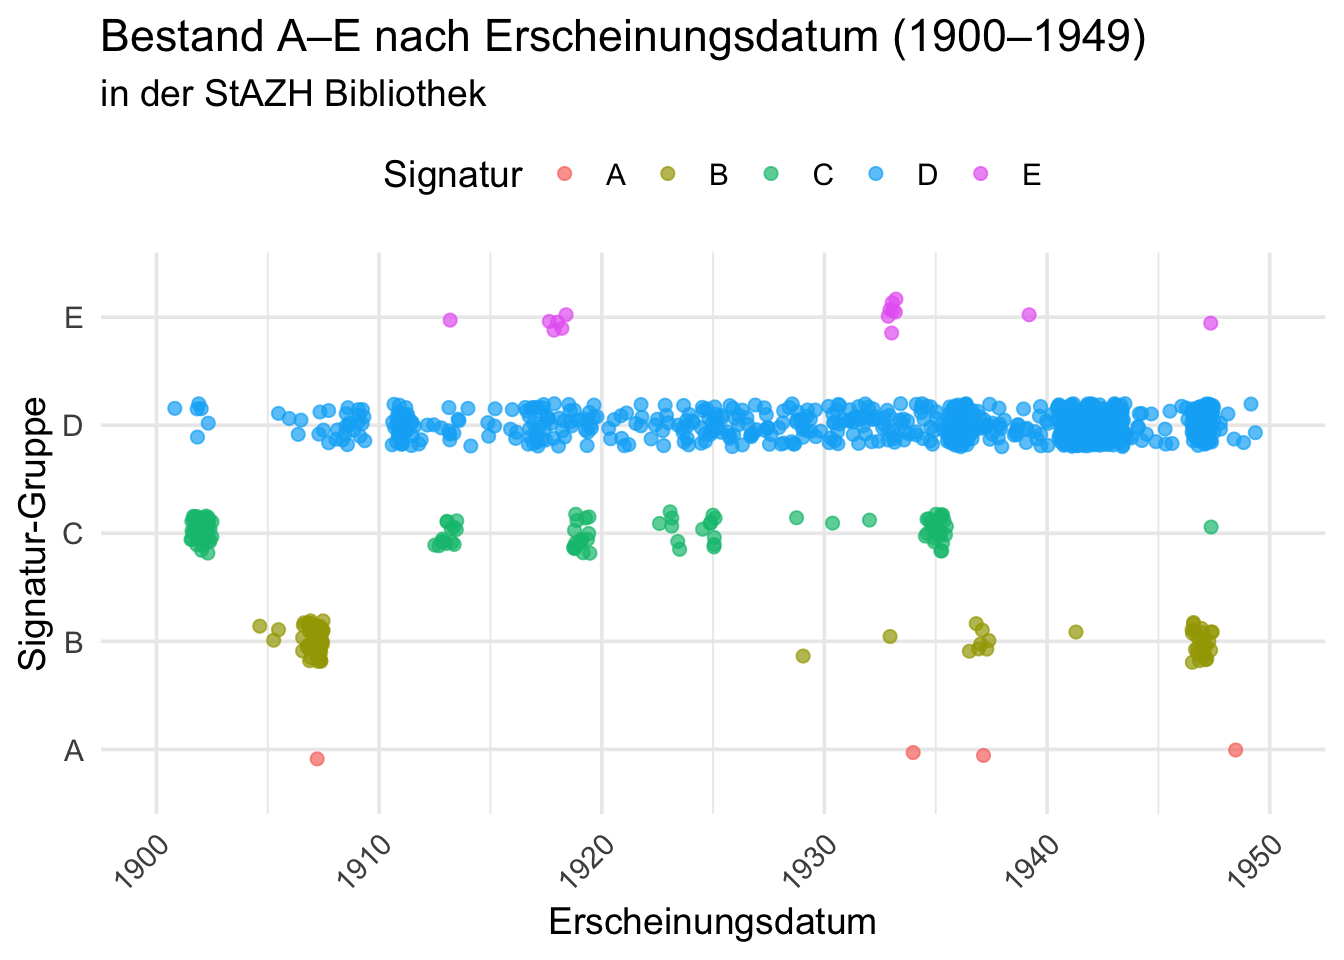 Bestand A–E nach Erscheinungsdatum (1900–1949)
in der StAZH Bibliothek
Signatur A B C D E
Signatur-Gruppe
E
D
C
B
A
1900 1910 1920 1930 1940 1950
Erscheinungsdatum